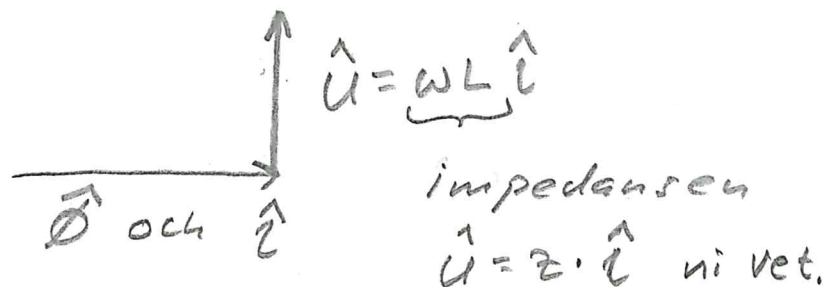 û = ωL î
impedansen
Φ̂ och î
û = z · î ni vet.